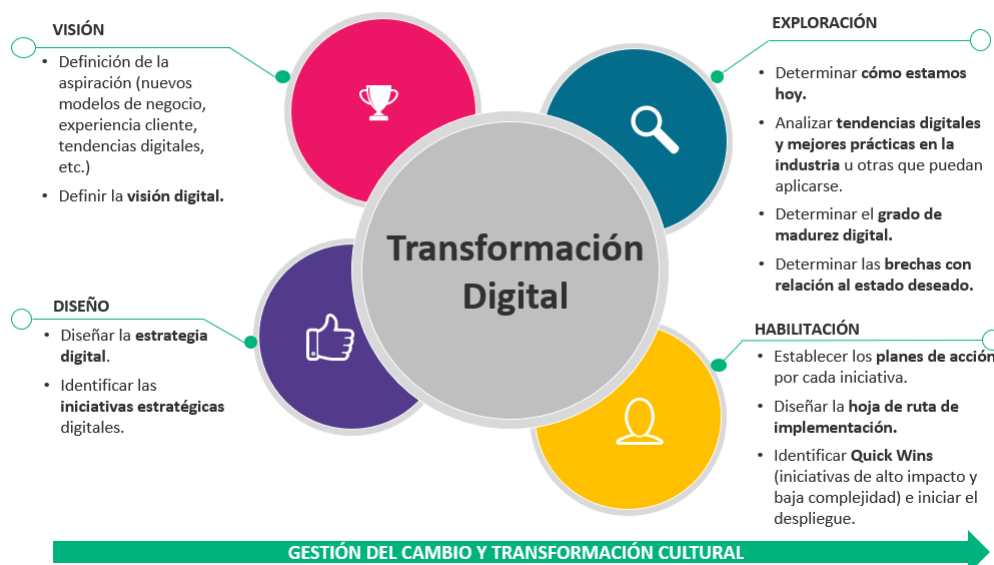 VISIÓN
• Definición de la
aspiración (nuevos
modelos de negocio,
experiencia cliente,
tendencias digitales,
etc.)
• Definir la visión digital.
EXPLORACIÓN
• Determinar cómo estamos
hoy.
• Analizar tendencias digitales
y mejores prácticas en la
industria u otras que puedan
aplicarse.
• Determinar el grado de
madurez digital.
• Determinar las brechas con
relación al estado deseado.
Transformación
Digital
DISEÑO
• Diseñar la estrategia
digital.
• Identificar las
iniciativas estratégicas
digitales.
HABILITACIÓN
• Establecer los planes de acción
por cada iniciativa.
• Diseñar la hoja de ruta de
implementación.
• Identificar Quick Wins
(iniciativas de alto impacto y
baja complejidad) e iniciar el
despliegue.
GESTIÓN DEL CAMBIO Y TRANSFORMACIÓN CULTURAL